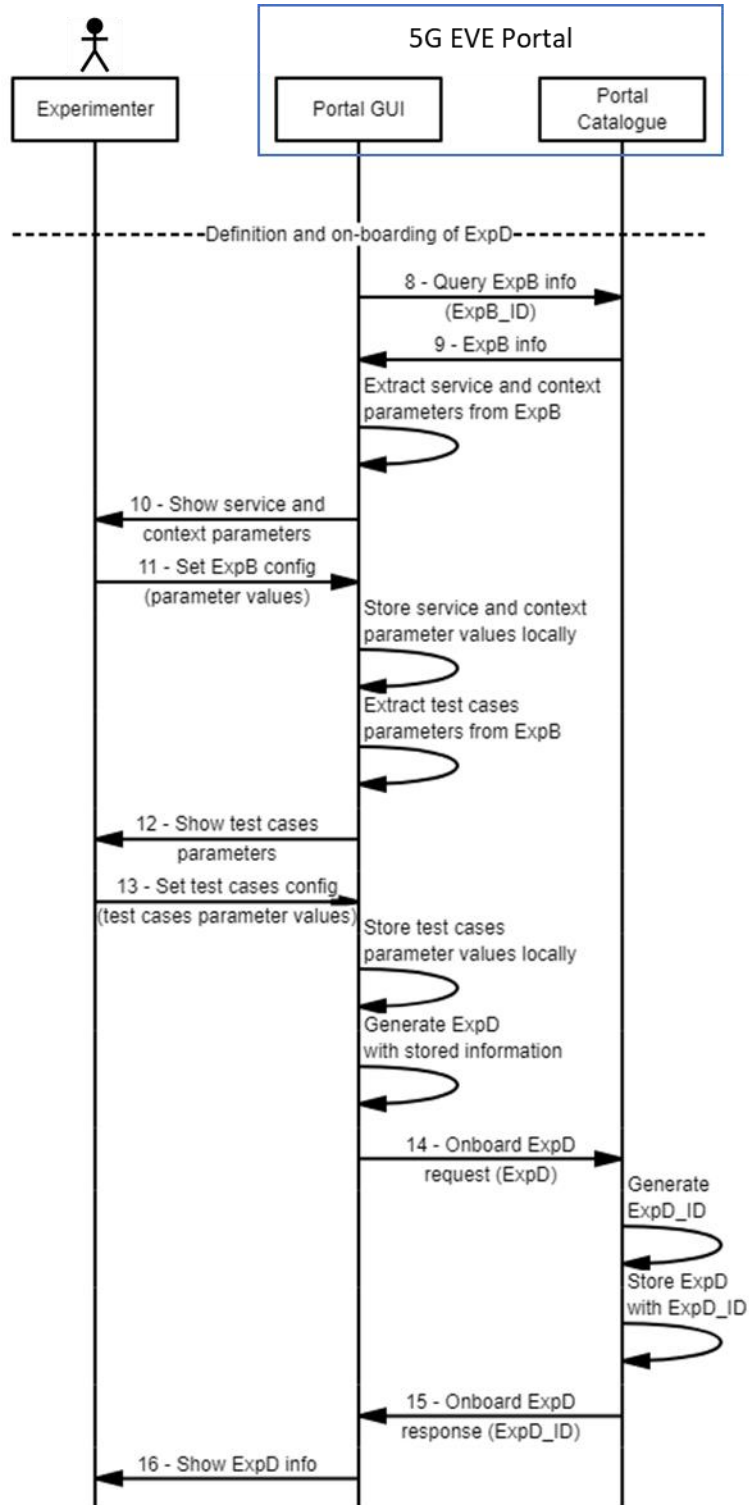 5G EVE Portal
Experimenter
Portal GUI
Portal
Catalogue
Definition and on-boarding of ExpD
8 - Query ExpB info
(ExpB_ID)
9 - ExpB info
Extract service and context
parameters from ExpB
10 - Show service and
context parameters
11 - Set ExpB config
(parameter values)
Store service and context
parameter values locally
Extract test cases
parameters from ExpB
12 - Show test cases
parameters
13 - Set test cases config
(test cases parameter values)
Store test cases
parameter values locally
Generate ExpD
with stored information
14 - Onboard ExpD
request (ExpD)
Generate
ExpD_ID
Store ExpD
with ExpD_ID
15 - Onboard ExpD
response (ExpD_ID)
16 - Show ExpD info